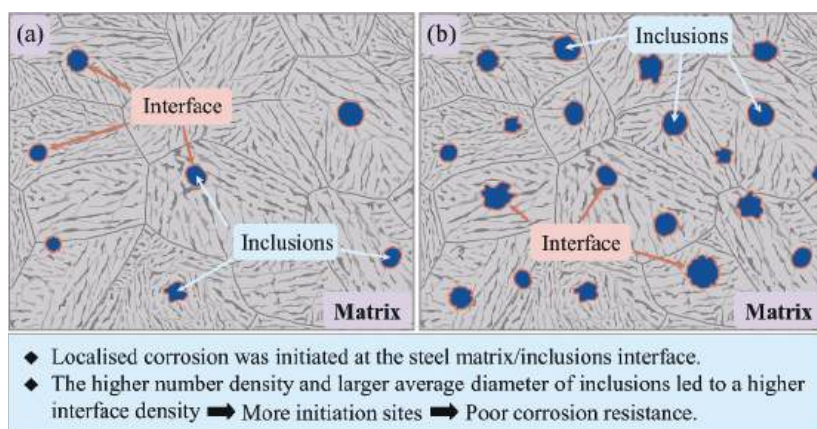 (a)
Interface
Inclusions
Matrix
(b)
Inclusions
Interface
Matrix
◆ Localised corrosion was initiated at the steel matrix/inclusions interface.
◆ The higher number density and larger average diameter of inclusions led to a higher
interface density ➡ More initiation sites ➡ Poor corrosion resistance.